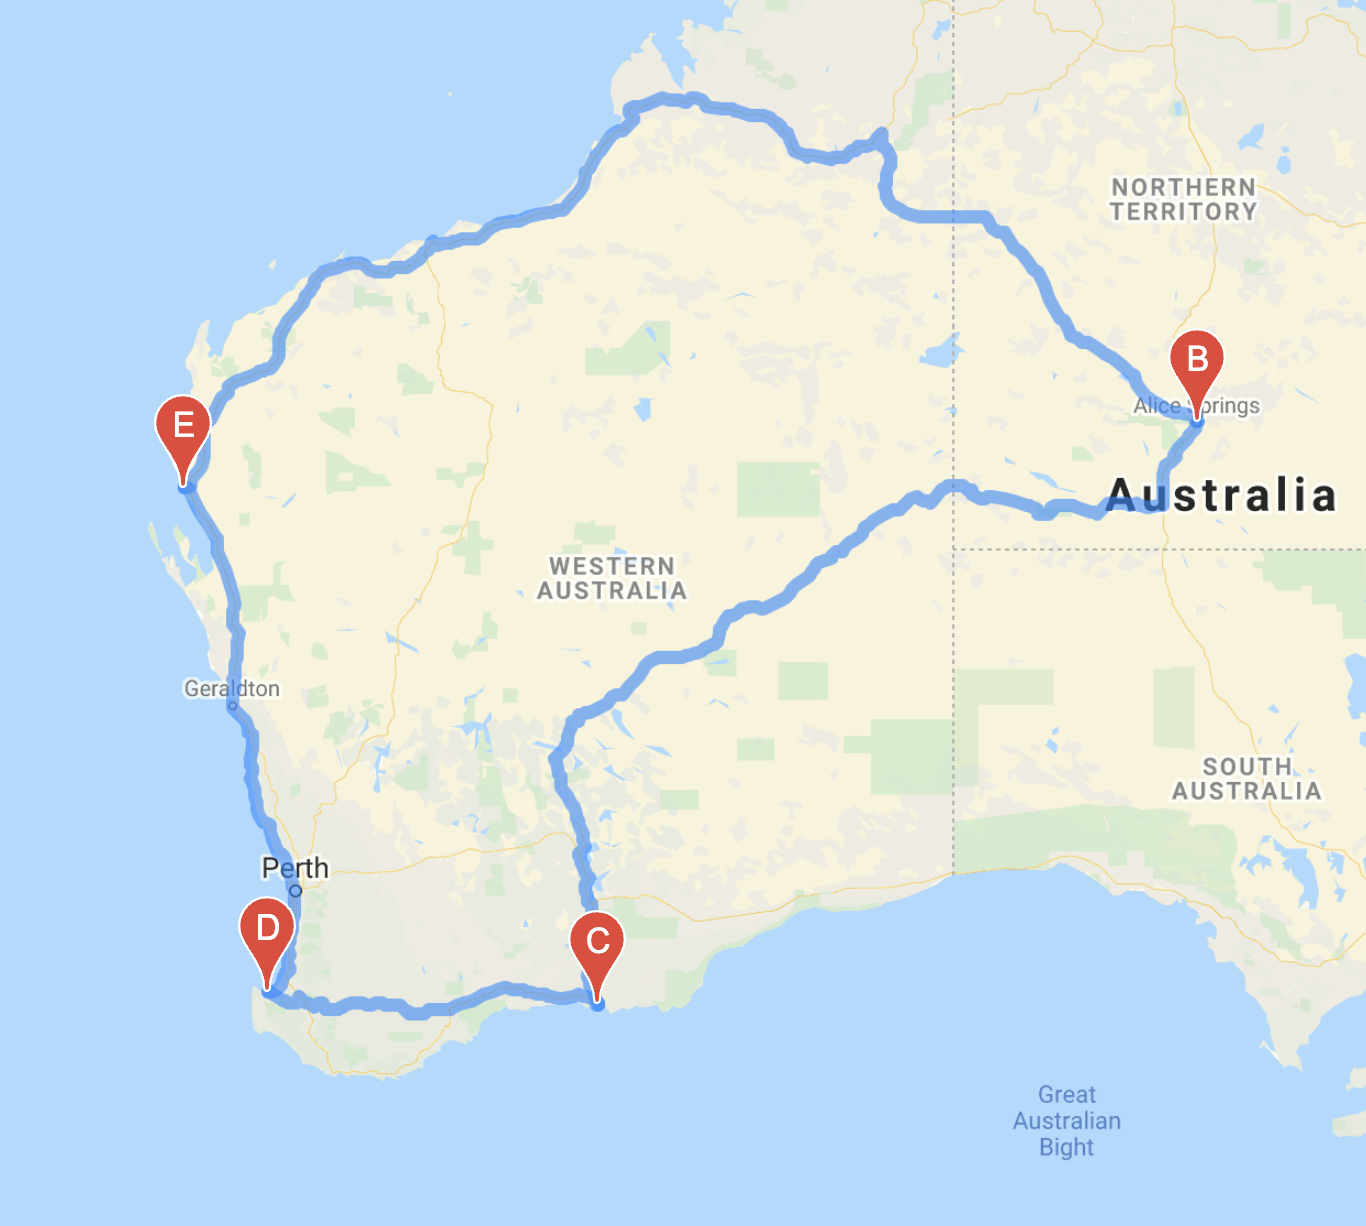 NORTHERN
TERRITORY
B
Alice Springs
E
Australia
WESTERN
AUSTRALIA
Geraldton
SOUTH
AUSTRALIA
Perth
D
C
Great
Australian
Bight